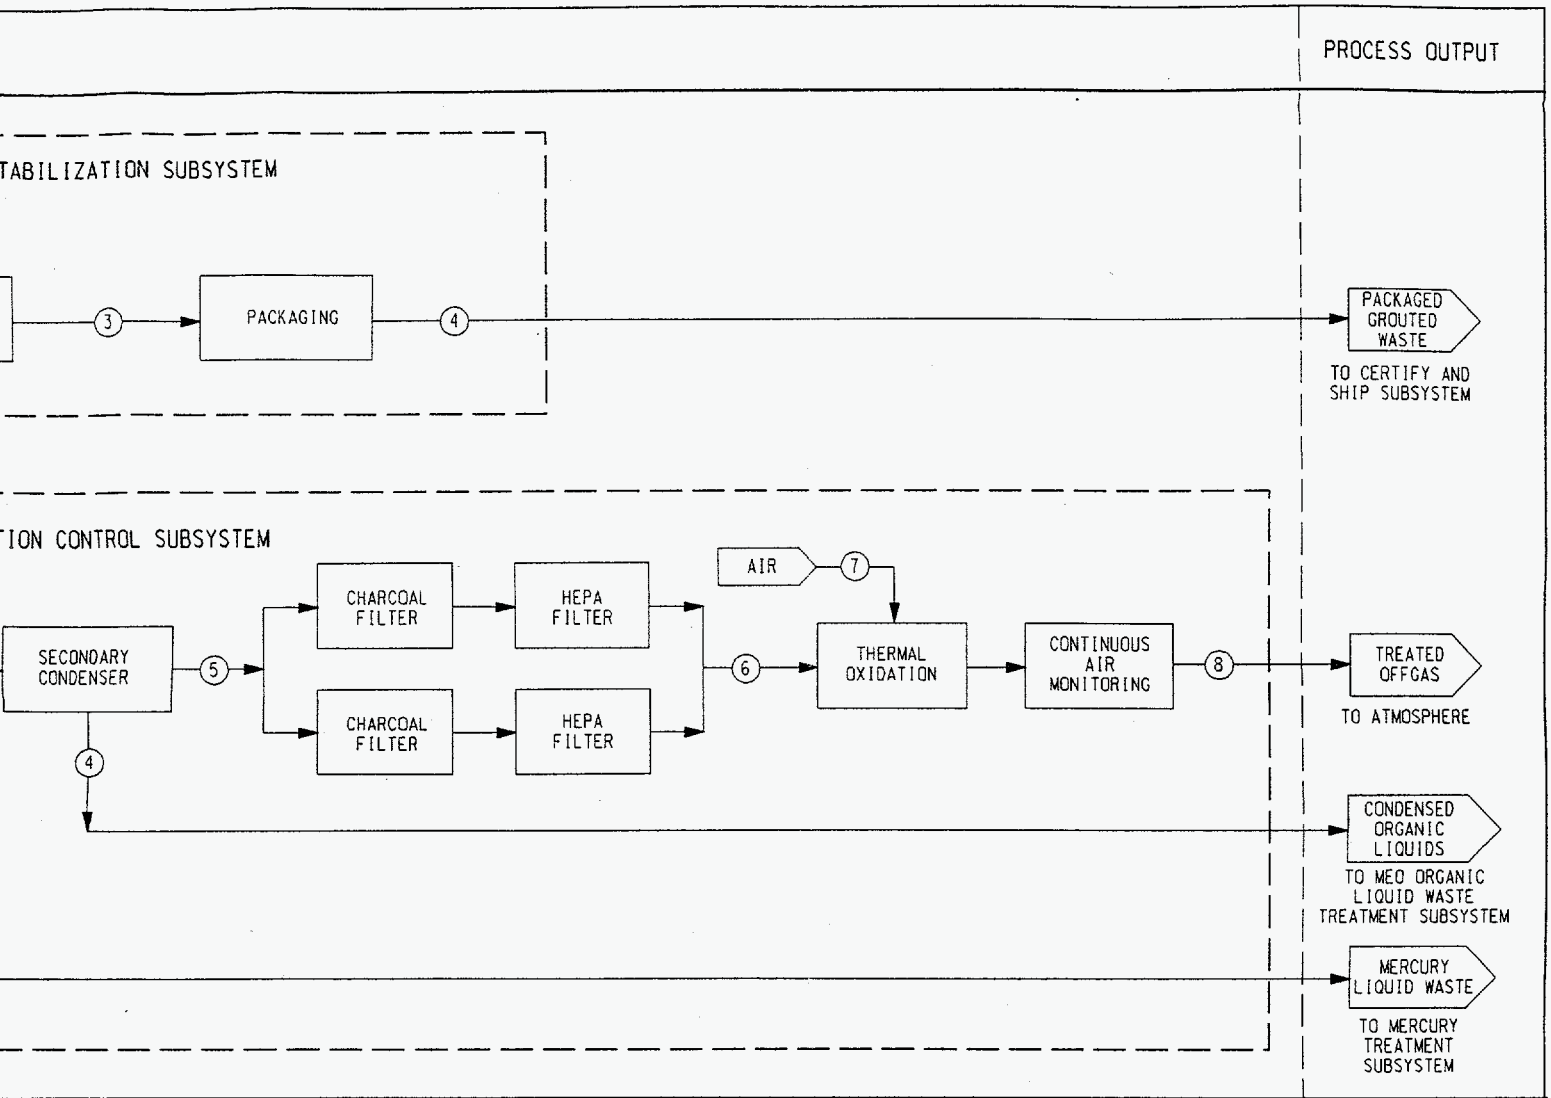 PROCESS OUTPUT
TABILIZATION SUBSYSTEM
3
PACKAGING
4
PACKAGED
GROUTED
WASTE
TO CERTIFY AND
SHIP SUBSYSTEM
TION CONTROL SUBSYSTEM
AIR
7
CHARCOAL
FILTER
HEPA
FILTER
SECONDARY
CONDENSER
5
6
THERMAL
OXIDATION
CONTINUOUS
AIR
MONITORING
8
TREATED
OFFGAS
TO ATMOSPHERE
CHARCOAL
FILTER
HEPA
FILTER
4
CONDENSED
ORGANIC
LIQUIDS
TO MEO ORGANIC
LIQUID WASTE
TREATMENT SUBSYSTEM
MERCURY
LIQUID WASTE
TO MERCURY
TREATMENT
SUBSYSTEM